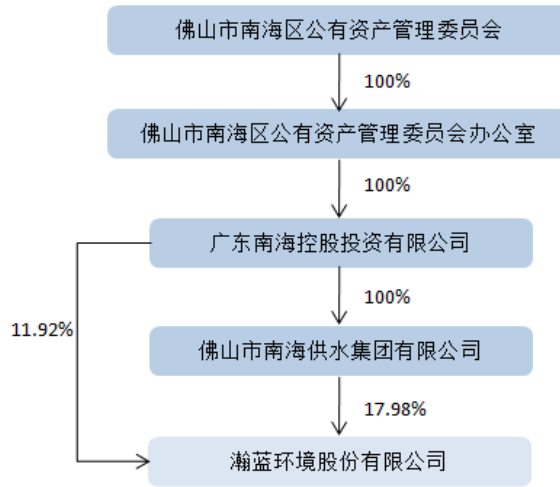 佛山市南海区公有资产管理委员会
100%
佛山市南海区公有资产管理委员会办公室
100%
广东南海控股投资有限公司
100%
11.92%
佛山市南海供水集团有限公司
17.98%
瀚蓝环境股份有限公司